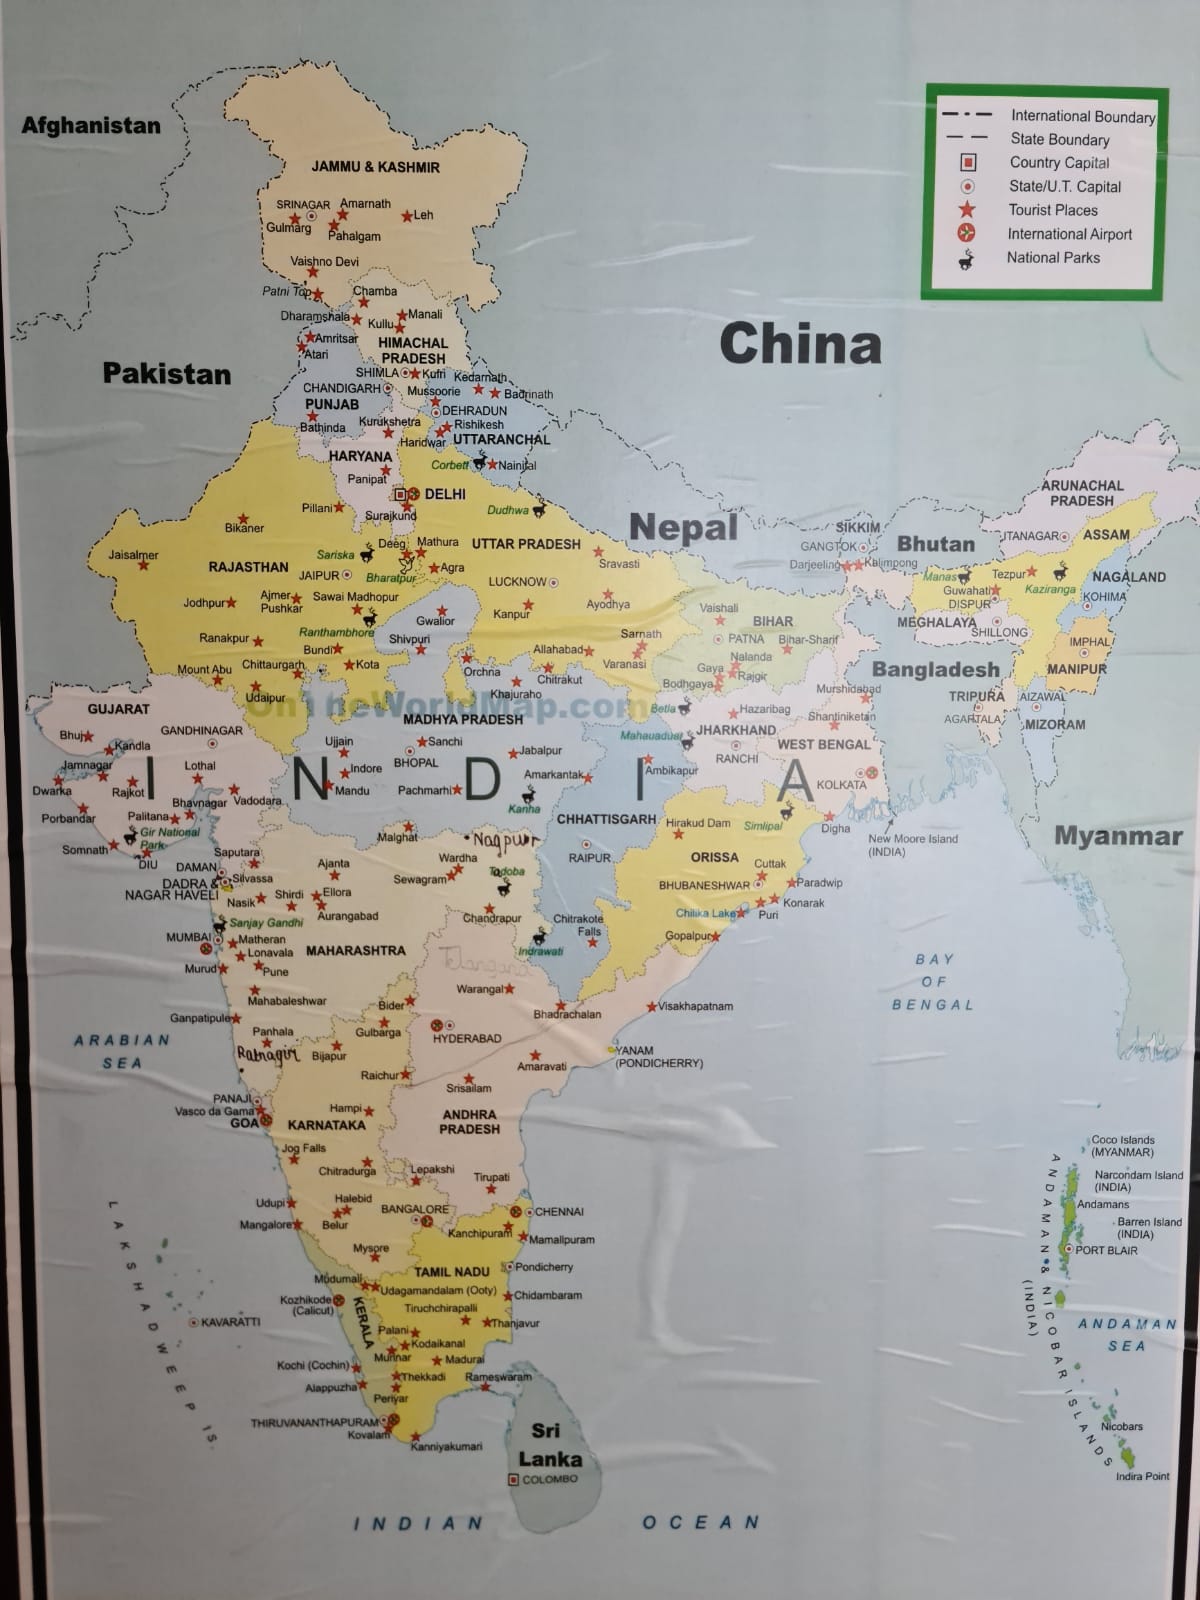 Afghanistan
International Boundary
State Boundary
Country Capital
State/U.T. Capital
Tourist Places
International Airport
National Parks
JAMMU & KASHMIR
SRINAGAR
Amarnath
Leh
Gulmarg
Pahalgam
Vaishno Devi
Patni Top
Chamba
Dharamshala
Manali
Kullu
Amritsar
Atari
HIMACHAL
PRADESH
China
Pakistan
SHIMLA
Kufri
Kedarnath
CHANDIGARH
Mussoorie
Badrinath
PUNJAB
DEHRADUN
Bathinda
Kurukshetra
Rishikesh
Haridwar
UTTARANCHAL
HARYANA
Corbett
Nainital
Panipat
DELHI
ARUNACHAL
PRADESH
Pillani
Surajkund
Dudhwa
Bikaner
Nepal
SIKKIM
ITANAGAR
ASSAM
Jaisalmer
Sariska
Deeg
Mathura
UTTAR PRADESH
GANGTOK
Bhutan
RAJASTHAN
JAIPUR
Bharatpur
Agra
Sravasti
Darjeeling
Kalimpong
LUCKNOW
Manas
Tezpur
NAGALAND
Jodhpur
Ajmer
Pushkar
Sawai Madhopur
Kanpur
Ayodhya
Guwahati
DISPUR
Kaziranga
KOHIMA
Vaishali
Gwalior
BIHAR
MEGHALAYA
SHILLONG
Ranthambhore
Ranakpur
Bundi
Shivpuri
Sarnath
PATNA
Bihar-Sharif
IMPHAL
Allahabad
Varanasi
Nalanda
Mount Abu
Chittaurgarh
Kota
Orchna
Chitrakut
Gaya
Rajgir
Bangladesh
MANIPUR
Khajuraho
Bodhgaya
Udaipur
Murshidabad
TRIPURA
AIZAWAL
GUJARAT
OnTheWorldMap.com
Betla
Hazaribag
AGARTALA
MADHYA PRADESH
Shantiniketan
MIZORAM
Bhuj
GANDHINAGAR
Mahauadual
JHARKHAND
Kandla
Ujjain
Sanchi
Jabalpur
WEST BENGAL
RANCHI
Jamnagar
Lothal
Indore
BHOPAL
Amarkantak
Ambikapur
INDIA
Dwarka
Rajkot
Mandu
Pachmarhi
KOLKATA
Bhavnagar
Vadodara
Kanha
Porbandar
Palitana
CHHATTISGARH
Hirakud Dam
Simlipal
Digha
Gir National
Park
Malghat
Nagpur
New Moore Island
(INDIA)
Myanmar
Somnath
DIU
Saputara
DAMAN
Ajanta
Wardha
RAIPUR
ORISSA
Cuttak
DADRA &
NAGAR HAVELI
Silvassa
Sewagram
Tadoba
BHUBANESHWAR
Paradwip
Nasik
Shirdi
Ellora
Konarak
Aurangabad
Chandrapur
Chitrakote
Falls
Chilika Lake
Puri
Sanjay Gandhi
Gopalpur
MUMBAI
Matheran
MAHARASHTRA
Indrawati
Lonavala
Telangana
BAY
OF
BENGAL
Murud
Pune
Warangal
Mahabaleshwar
Bider
Bhadrachalan
Visakhapatnam
Ganpatipule
Panhala
Gulbarga
HYDERABAD
ARABIAN
SEA
Ratnagiri
Bijapur
YANAM
(PONDICHERRY)
Amaravati
Raichur
Srisailam
PANAJI
Vasco da Gama
Hampi
GOA
KARNATAKA
ANDHRA
PRADESH
Coco Islands
(MYANMAR)
Jog Falls
Chitradurga
Lepakshi
Tirupati
Narcondam Island
(INDIA)
Udupi
Halebid
BANGALORE
CHENNAI
Andamans
Mangalore
Belur
Kanchipuram
Mamallpuram
Barren Island
(INDIA)
Mysore
PORT BLAIR
TAMIL NADU
Pondicherry
Mudumali
Udagamandalam (Ooty)
Chidambaram
Kozhikode
(Calicut)
KERALA
Tiruchchirapalli
LAKSHADWEEP IS.
KAVARATTI
Thanjavur
ANDAMAN & NICOBAR ISLANDS
(INDIA)
Palani
Kodaikanal
ANDAMAN
SEA
Munnar
Madurai
Kochi (Cochin)
Thekkadi
Rameswaram
Alappuzha
Periyar
THIRUVANANTHAPURAM
Kovalam
Kanniyakumari
Sri
Lanka
COLOMBO
Nicobars
Indira Point
INDIAN OCEAN